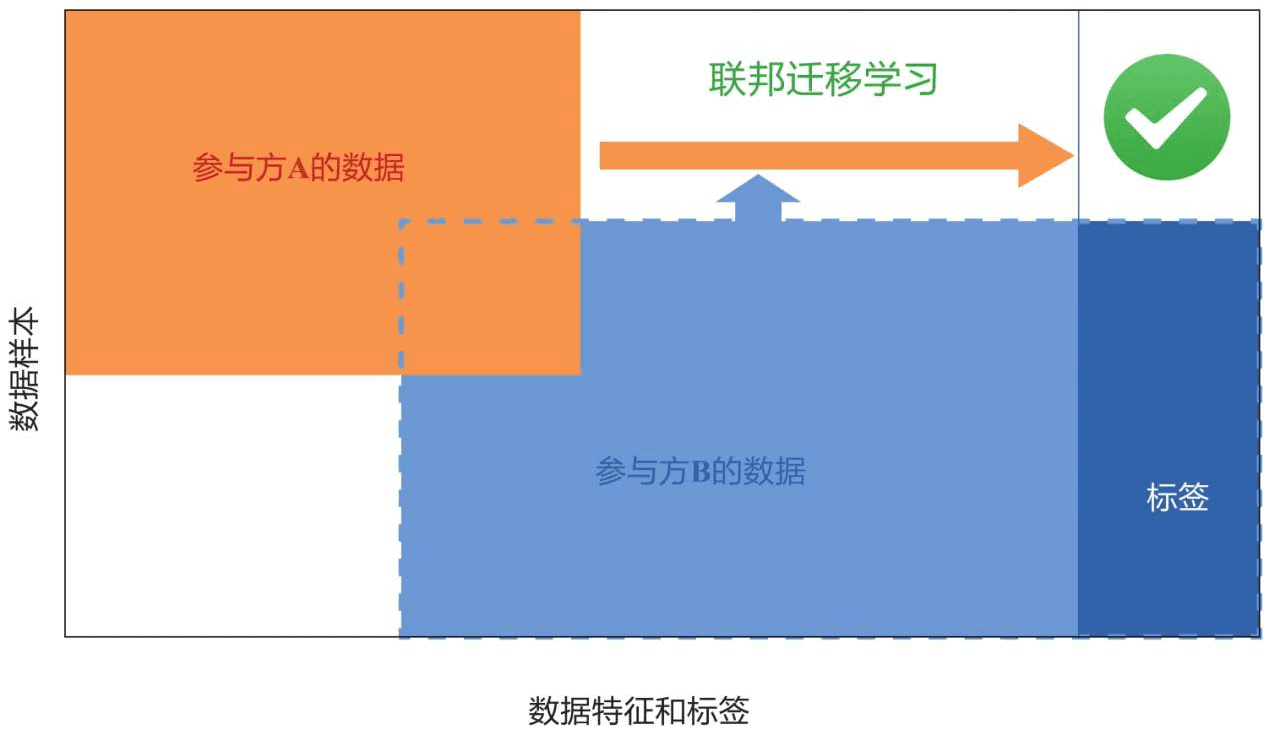 联邦迁移学习
参与方A的数据
数据样本
参与方B的数据
标签
数据特征和标签